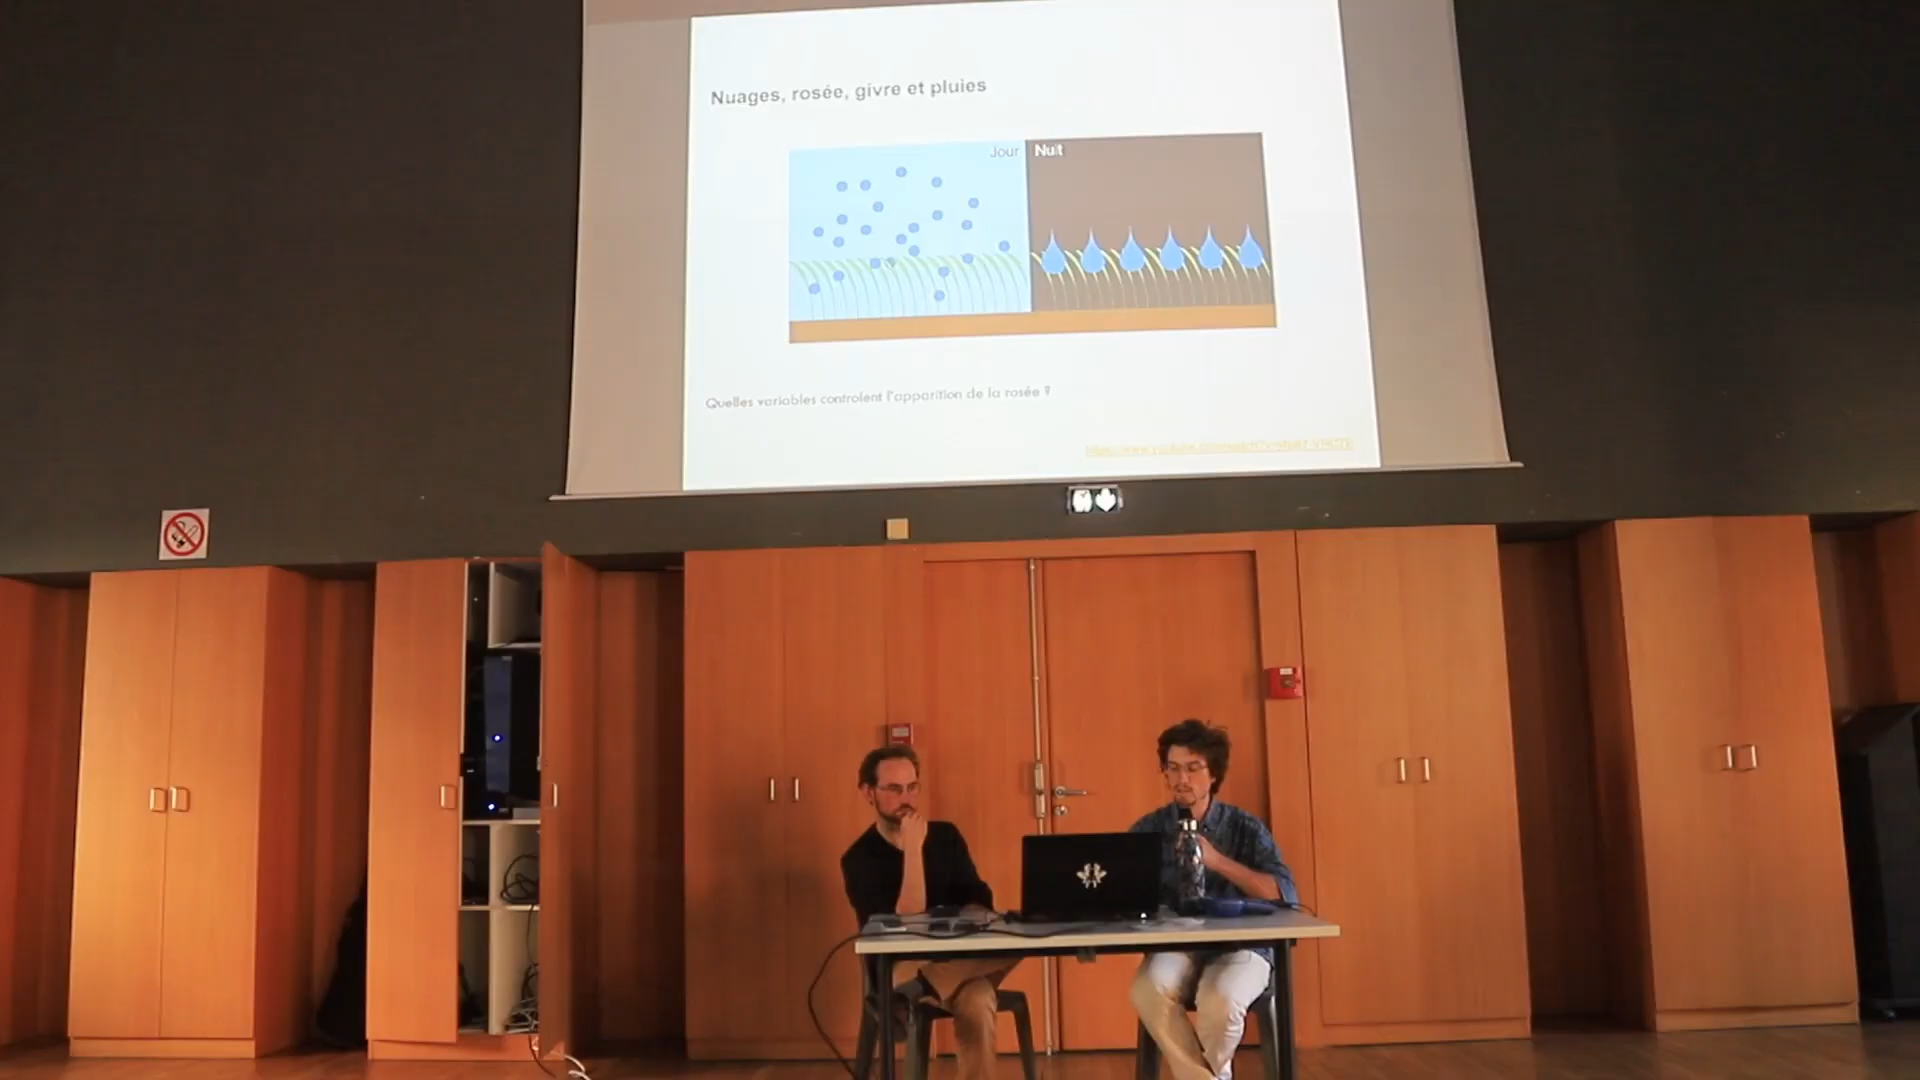 Nuages, rosée, givre et pluies
Jour
Nuit
Quelles variables controlent l'apparition de la rosée ?